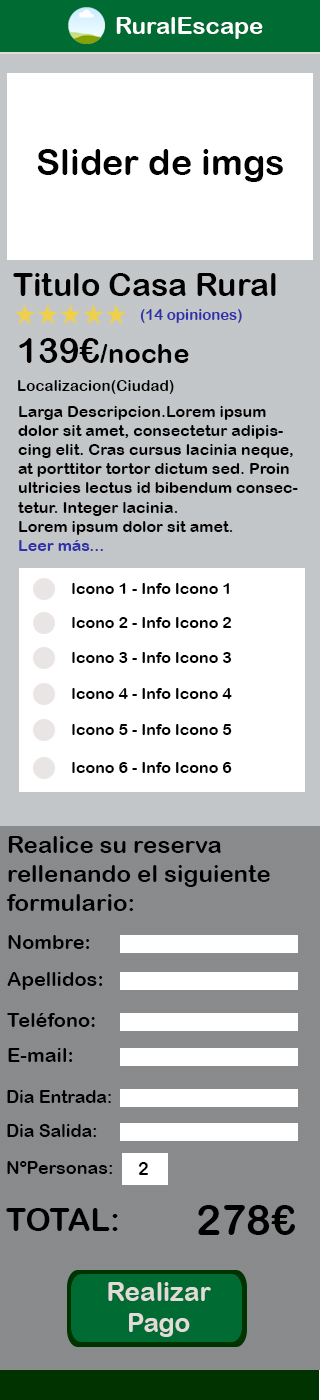 RuralEscape
Slider de imgs
Titulo Casa Rural
(14 opiniones)
139€/noche
Localizacion(Ciudad)
Larga Descripcion.Lorem ipsum
dolor sit amet, consectetur adipis-
cing elit. Cras cursus lacinia neque,
at porttitor tortor dictum sed. Proin
ultricies lectus id bibendum consec-
tetur. Integer lacinia.
Lorem ipsum dolor sit amet.
Leer más...
Icono 1 - Info Icono 1
Icono 2 - Info Icono 2
Icono 3 - Info Icono 3
Icono 4 - Info Icono 4
Icono 5 - Info Icono 5
Icono 6 - Info Icono 6
Realice su reserva
rellenando el siguiente
formulario:
Nombre:
Apellidos:
Teléfono:
E-mail:
Dia Entrada:
Dia Salida:
NºPersonas: 2
TOTAL: 278€
Realizar
Pago